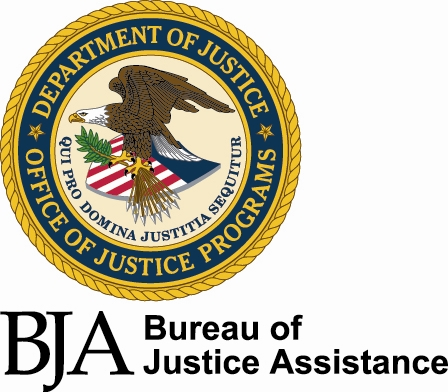 DEPARTMENT OF JUSTICE
QUI PRO DOMINA JUSTITIA SEQUITUR
OFFICE OF JUSTICE PROGRAMS
BJA
Bureau of
Justice Assistance